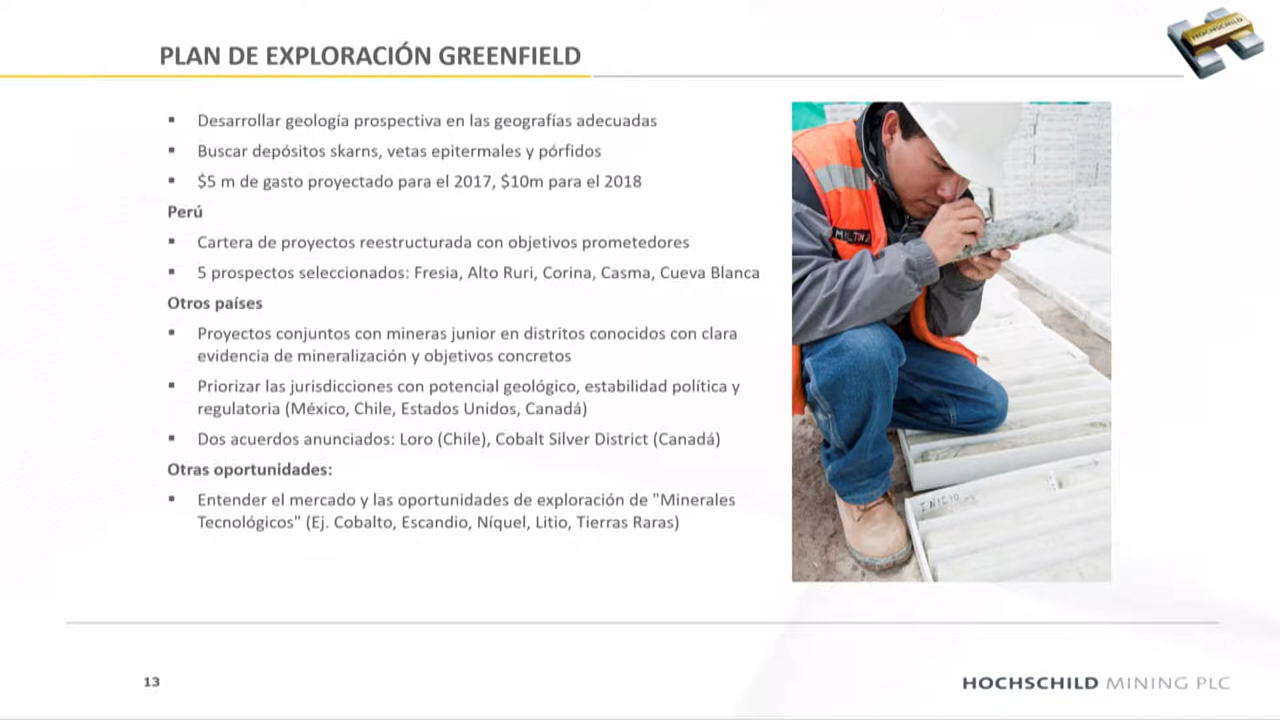 PLAN DE EXPLORACIÓN GREENFIELD
HOCHSCHILD
▪ Desarrollar geología prospectiva en las geografías adecuadas
▪ Buscar depósitos skarns, vetas epitermales y pórfidos
▪ $5 m de gasto proyectado para el 2017, $10m para el 2018
Perú
▪ Cartera de proyectos reestructurada con objetivos prometedores
▪ 5 prospectos seleccionados: Fresia, Alto Ruri, Corina, Casma, Cueva Blanca
Otros países
▪ Proyectos conjuntos con mineras junior en distritos conocidos con clara
evidencia de mineralización y objetivos concretos
▪ Priorizar las jurisdicciones con potencial geológico, estabilidad política y
regulatoria (México, Chile, Estados Unidos, Canadá)
▪ Dos acuerdos anunciados: Loro (Chile), Cobalt Silver District (Canadá)
Otras oportunidades:
▪ Entender el mercado y las oportunidades de exploración de "Minerales
Tecnológicos" (Ej. Cobalto, Escandio, Níquel, Litio, Tierras Raras)
INICIO
13
HOCHSCHILD MINING PLC